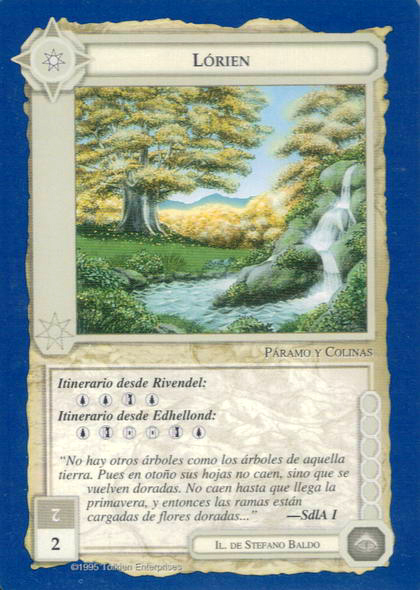 LÓRIEN
PÁRAMO Y COLINAS
Itinerario desde Rivendel:
Itinerario desde Edhellond:
“No hay otros árboles como los árboles de aquella
tierra. Pues en otoño sus hojas no caen, sino que se
vuelven doradas. No caen hasta que llega la
primavera, y entonces las ramas están
cargadas de flores doradas...” —SdlA I
2
2
IL. DE STEFANO BALDO
©1995 Tolkien Enterprises